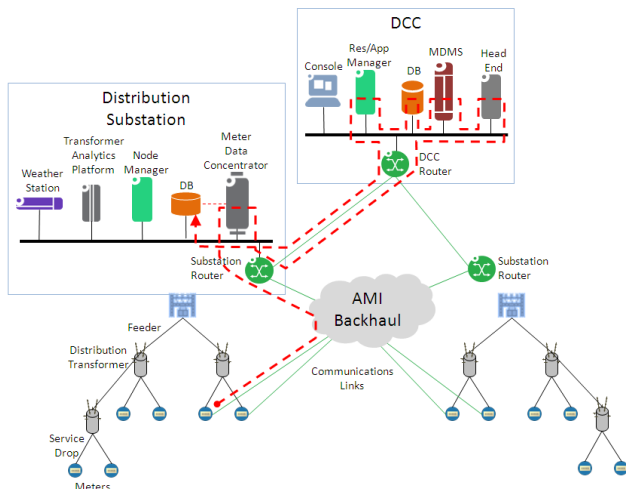 DCC
Console
Res/App
Manager
DB
MDMS
Head
End
DCC
Router
Distribution
Substation
Weather
Station
Transformer
Analytics
Platform
Node
Manager
DB
Meter
Data
Concentrator
Substation
Router
Substation
Router
AMI
Backhaul
Feeder
Distribution
Transformer
Communications
Links
Service
Drop
Meters